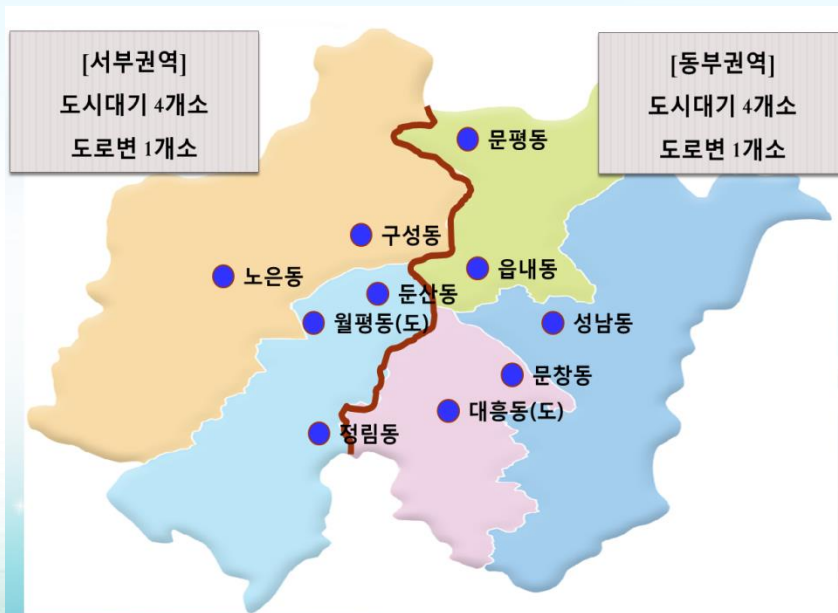 [서부권역]
도시대기 4개소
도로변 1개소
[동부권역]
도시대기 4개소
도로변 1개소
문평동
구성동
읍내동
노은동
둔산동
월평동(도)
성남동
문창동
대흥동(도)
정림동